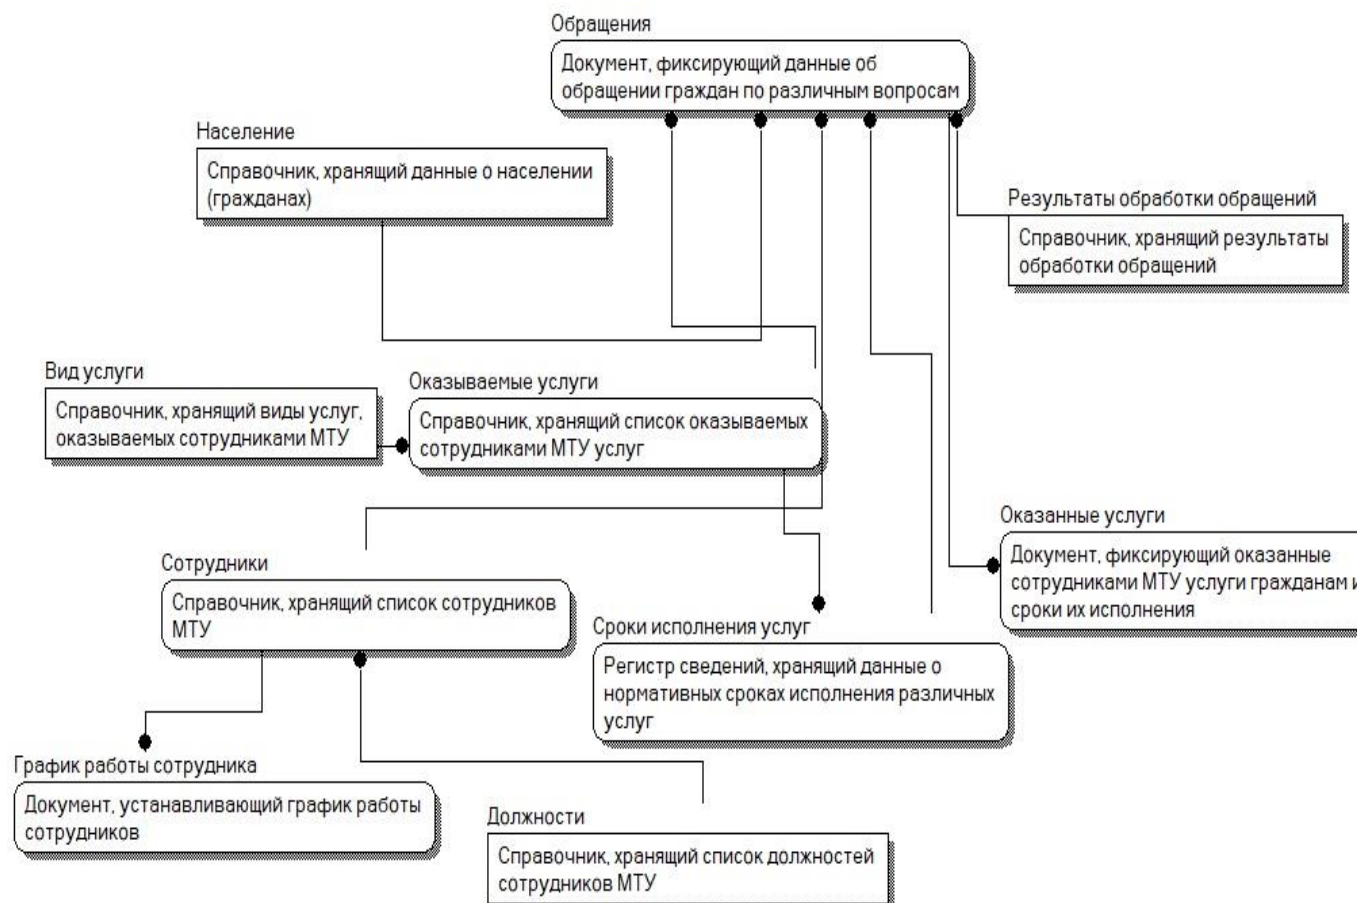 Обращения
Документ, фиксирующий данные об
обращении граждан по различным вопросам
Население
Справочник, хранящий данные о населении
(гражданах)
Результаты обработки обращений
Справочник, хранящий результаты
обработки обращений
Вид услуги
Справочник, хранящий виды услуг,
оказываемых сотрудниками МТУ
Оказываемые услуги
Справочник, хранящий список оказываемых
сотрудниками МТУ услуг
Оказанные услуги
Документ, фиксирующий оказанные
сотрудниками МТУ услуги гражданам и
сроки их исполнения
Сотрудники
Справочник, хранящий список сотрудников
МТУ
Сроки исполнения услуг
Регистр сведений, хранящий данные о
нормативных сроках исполнения различных
услуг
График работы сотрудника
Документ, устанавливающий график работы
сотрудников
Должности
Справочник, хранящий список должностей
сотрудников МТУ